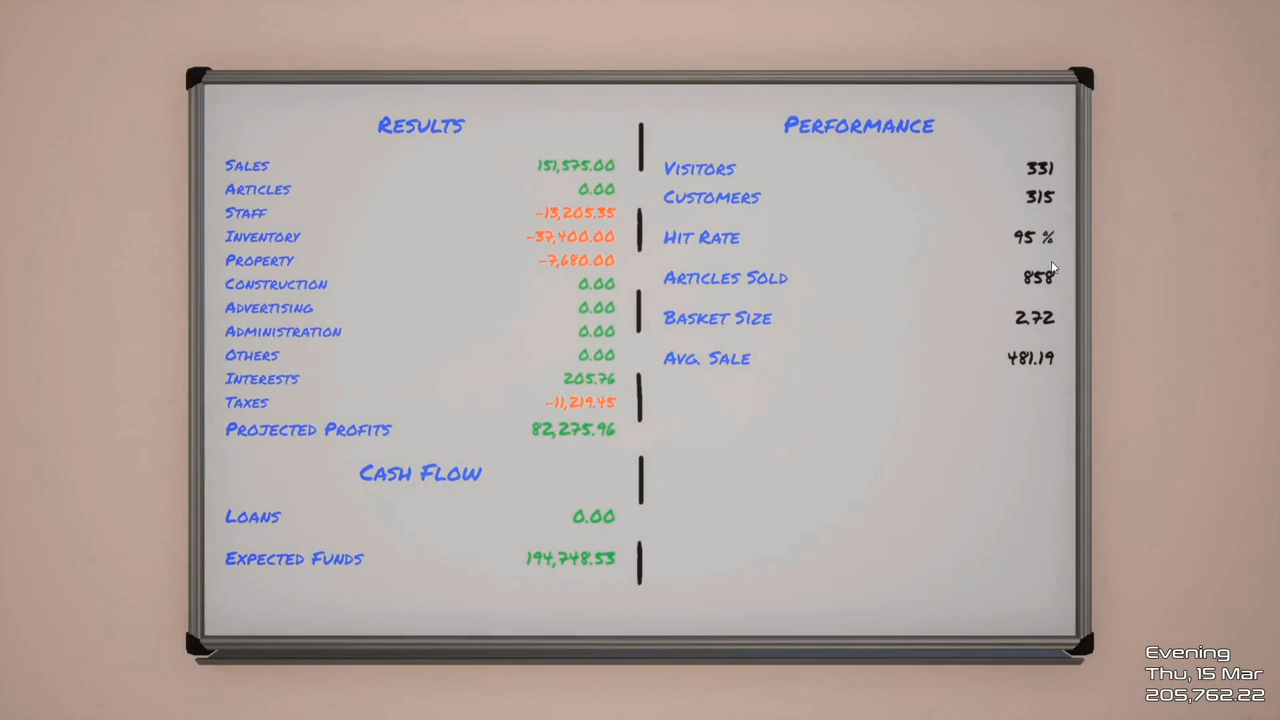 RESULTS
SALES 151,575.00
ARTICLES 0.00
STAFF -13,205.35
INVENTORY -37,400.00
PROPERTY -7,680.00
CONSTRUCTION 0.00
ADVERTISING 0.00
ADMINISTRATION 0.00
OTHERS 0.00
INTERESTS 205.76
TAXES -11,219.45
PROJECTED PROFITS 82,275.96
CASH FLOW
LOANS 0.00
EXPECTED FUNDS 194,748.53
PERFORMANCE
VISITORS 331
CUSTOMERS 315
HIT RATE 95 %
ARTICLES SOLD 858
BASKET SIZE 2.72
AVG. SALE 481.19
Evening
Thu, 15 Mar
205,762.22